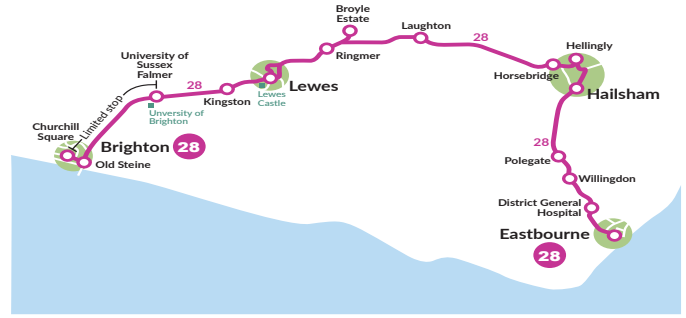 Broyle
Estate
Laughton
28
Hellingly
Ringmer
University of
Sussex
Falmer
Horsebridge
28
Lewes
Kingston
Lewes
Castle
Hailsham
Limited stop
Unversity of
Brighton
Churchill
Square
Brighton 28
Old Steine
28
Polegate
Willingdon
District General
Hospital
Eastbourne
28